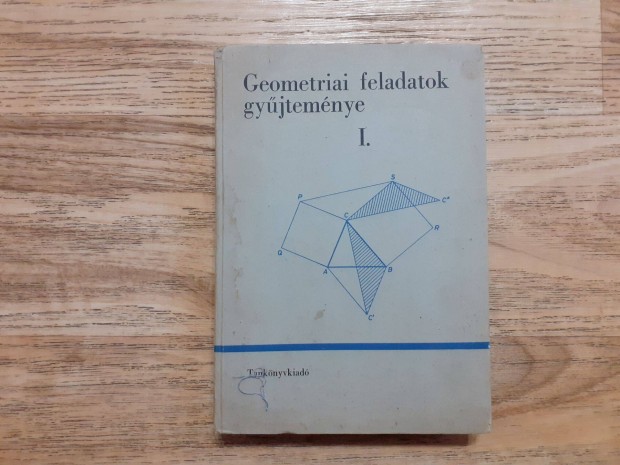 Geometriai feladatok
gyűjteménye
I.
S
P
C*
C
R
Q
A
B
C'
Tankönyvkiadó